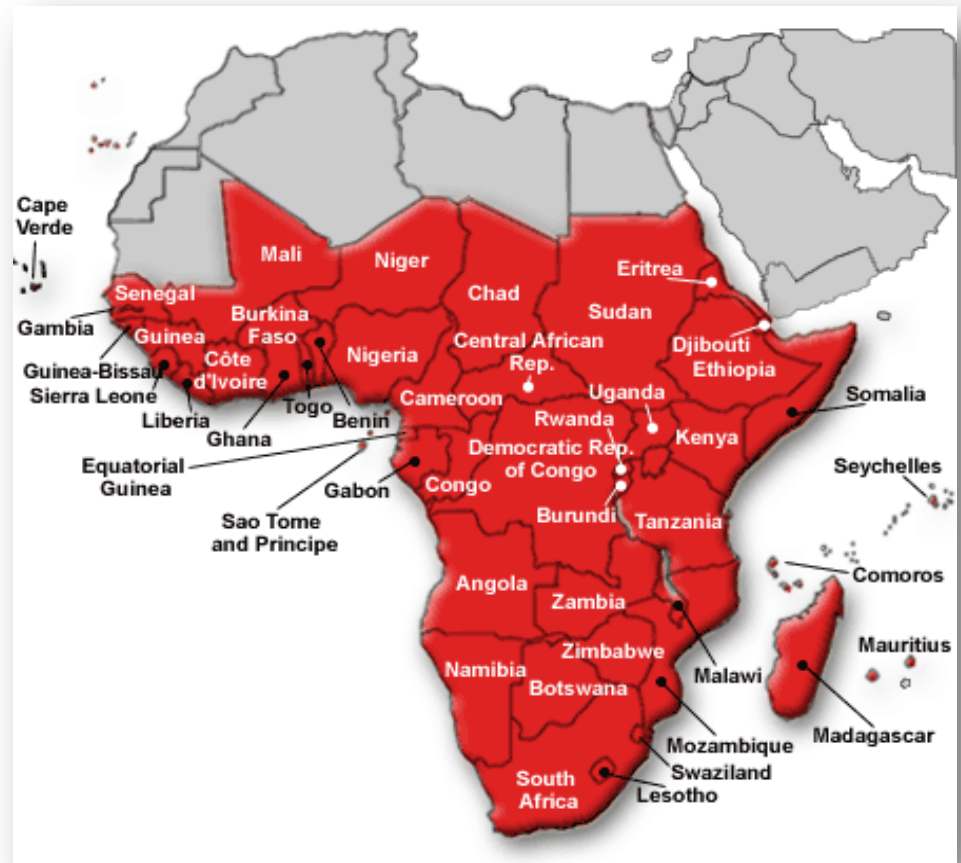 Cape
Verde
Mali
Niger
Chad
Eritrea
Sudan
Senegal
Gambia
Burkina
Faso
Guinea
Nigeria
Central African
Rep.
Djibouti
Ethiopia
Côte
d'Ivoire
Guinea-Bissau
Sierra Leone
Liberia
Ghana
Togo
Benin
Cameroon
Uganda
Rwanda
Somalia
Kenya
Democratic Rep.
of Congo
Equatorial
Guinea
Gabon
Congo
Seychelles
Burundi
Tanzania
Sao Tome
and Principe
Comoros
Angola
Zambia
Zimbabwe
Mauritius
Namibia
Malawi
Botswana
Madagascar
Mozambique
Swaziland
South
Africa
Lesotho